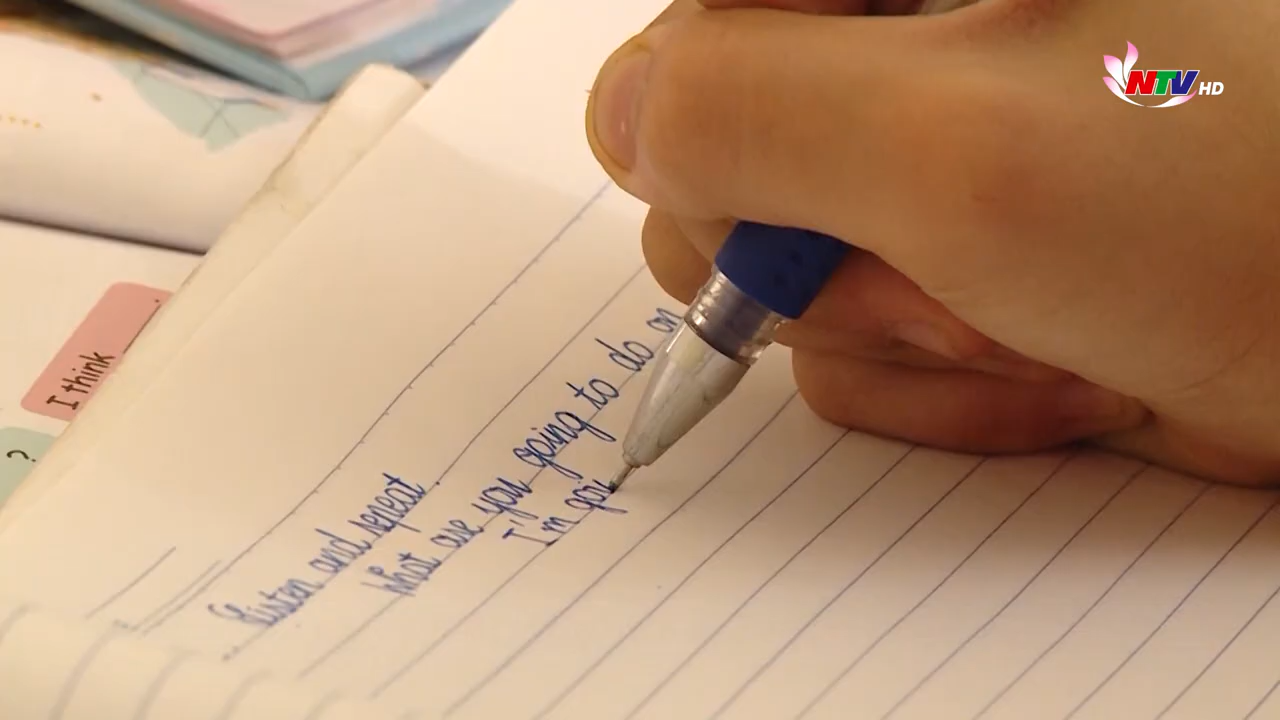 NTV HD
I think
?
Listen and repeat.
what are you going to do on
I'm goi